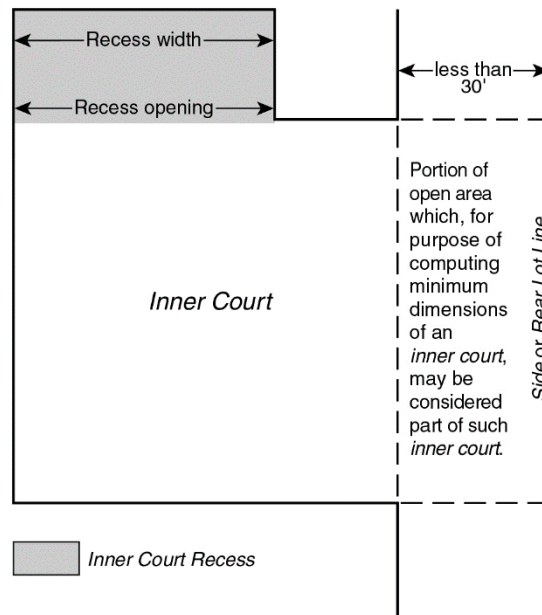 Recess width
less than
30'
Recess opening
Portion of
open area
which, for
purpose of
computing
minimum
dimensions
of an
inner court,
may be
considered
part of such
inner court.
Inner Court
Side or Rear Lot Line
Inner Court Recess